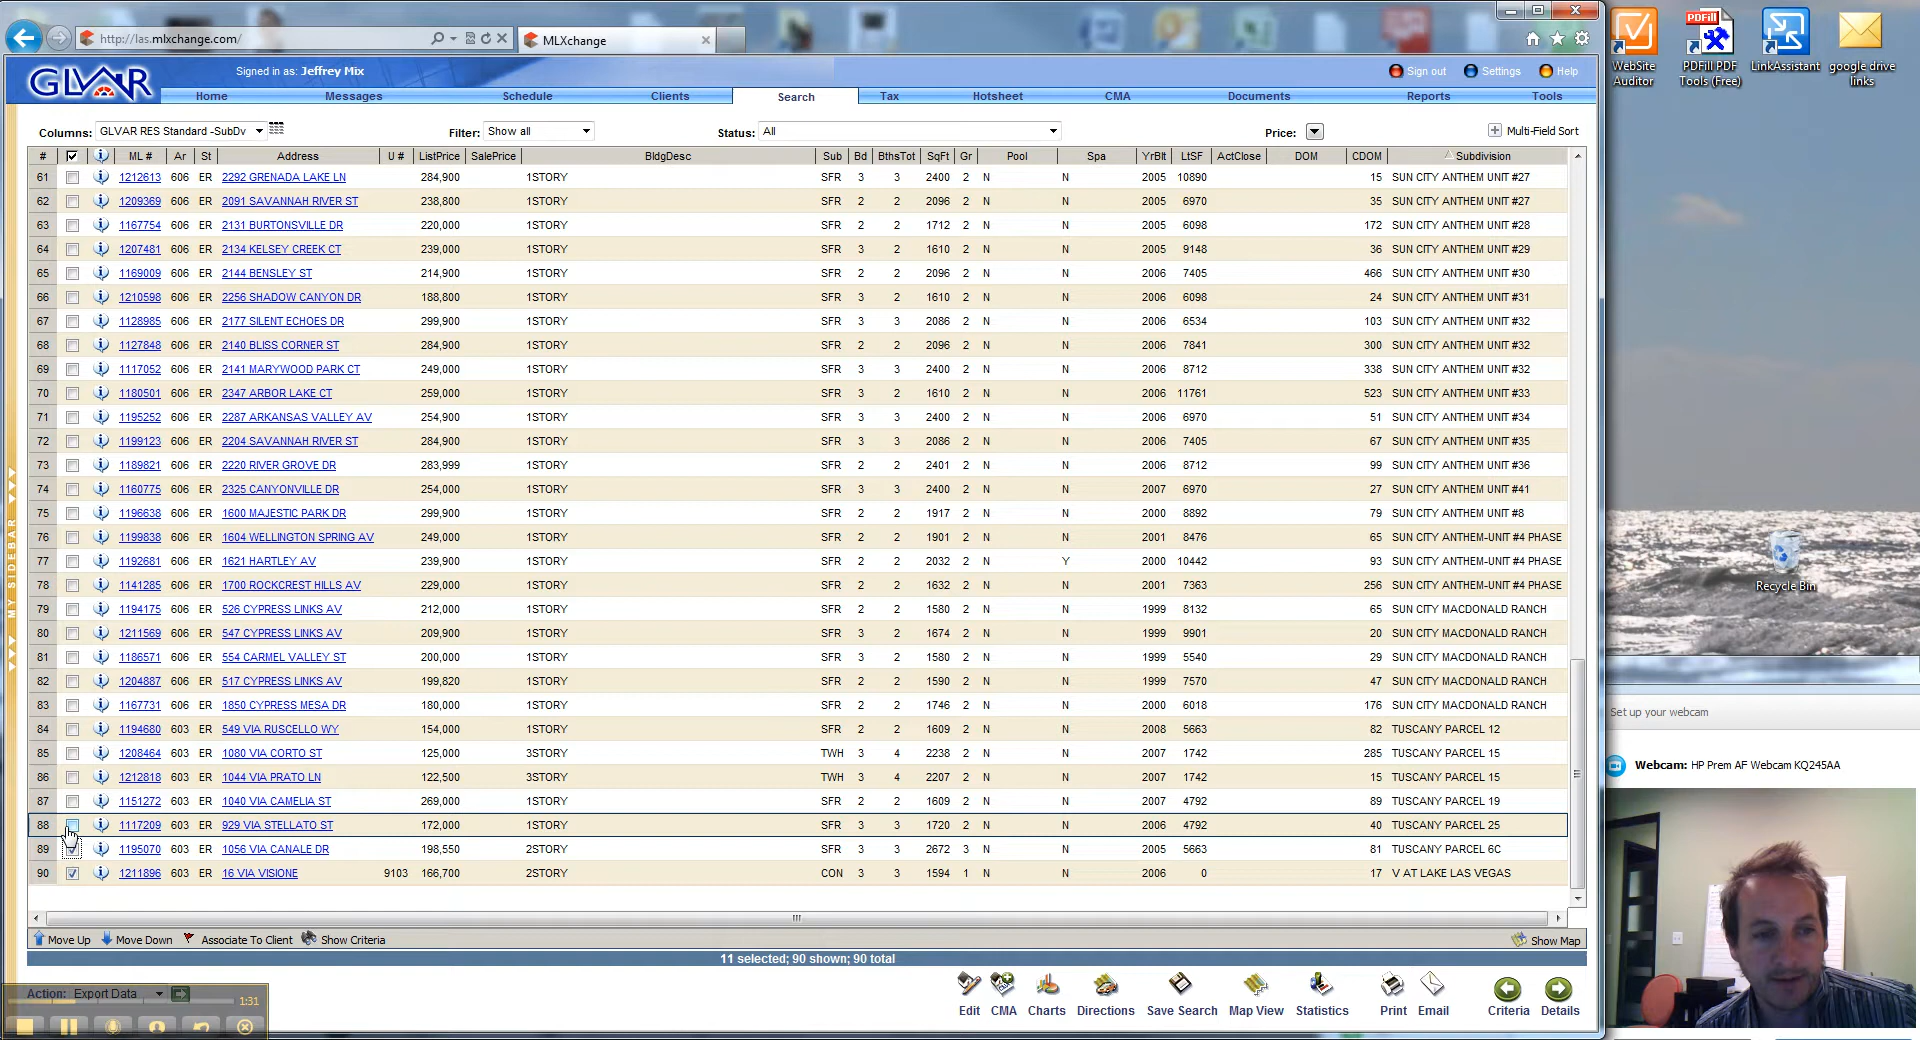 http://las.mlxchange.com/
MLXchange
GLVAR
Signed in as: Jeffrey Mix
Sign out
Settings
Help
Home
Messages
Schedule
Clients
Search
Tax
Hotsheet
CMA
Documents
Reports
Tools
Columns: GLVAR RES Standard -SubDv
Filter: Show all
Status: All
Price:
Multi-Field Sort
# ML # Ar St Address U # ListPrice SalePrice BldgDesc Sub Bd BthsTot SqFt Gr Pool Spa YrBlt LtSF ActClose DOM CDOM Subdivision
61 1212613 606 ER 2292 GRENADA LAKE LN 284,900 1STORY SFR 3 3 2400 2 N N 2005 10890 15 SUN CITY ANTHEM UNIT #27
62 1209369 606 ER 2091 SAVANNAH RIVER ST 238,800 1STORY SFR 2 2 2096 2 N N 2005 6970 35 SUN CITY ANTHEM UNIT #27
63 1167754 606 ER 2131 BURTONSVILLE DR 220,000 1STORY SFR 2 2 1712 2 N N 2005 6098 172 SUN CITY ANTHEM UNIT #28
64 1207481 606 ER 2134 KELSEY CREEK CT 239,000 1STORY SFR 3 2 1610 2 N N 2005 9148 36 SUN CITY ANTHEM UNIT #29
65 1169009 606 ER 2144 BENSLEY ST 214,900 1STORY SFR 2 2 2096 2 N N 2006 7405 466 SUN CITY ANTHEM UNIT #30
66 1210598 606 ER 2256 SHADOW CANYON DR 188,800 1STORY SFR 3 2 1610 2 N N 2006 6098 24 SUN CITY ANTHEM UNIT #31
67 1128985 606 ER 2177 SILENT ECHOES DR 299,900 1STORY SFR 3 3 2086 2 N N 2006 6534 103 SUN CITY ANTHEM UNIT #32
68 1127848 606 ER 2140 BLISS CORNER ST 284,900 1STORY SFR 2 2 2096 2 N N 2006 7841 300 SUN CITY ANTHEM UNIT #32
69 1117052 606 ER 2141 MARYWOOD PARK CT 249,000 1STORY SFR 3 3 2400 2 N N 2006 8712 338 SUN CITY ANTHEM UNIT #32
70 1180501 606 ER 2347 ARBOR LAKE CT 259,000 1STORY SFR 3 2 1610 2 N N 2006 11761 523 SUN CITY ANTHEM UNIT #33
71 1195252 606 ER 2287 ARKANSAS VALLEY AV 254,900 1STORY SFR 3 3 2400 2 N N 2006 6970 51 SUN CITY ANTHEM UNIT #34
72 1199123 606 ER 2204 SAVANNAH RIVER ST 284,900 1STORY SFR 3 3 2086 2 N N 2006 7405 67 SUN CITY ANTHEM UNIT #35
73 1189821 606 ER 2220 RIVER GROVE DR 283,999 1STORY SFR 2 2 2401 2 N N 2006 8712 99 SUN CITY ANTHEM UNIT #36
74 1160775 606 ER 2325 CANYONVILLE DR 254,000 1STORY SFR 3 3 2400 2 N N 2007 6970 27 SUN CITY ANTHEM UNIT #41
75 1196638 606 ER 1600 MAJESTIC PARK DR 299,900 1STORY SFR 2 2 1917 2 N N 2000 8892 79 SUN CITY ANTHEM UNIT #8
76 1199838 606 ER 1604 WELLINGTON SPRING AV 249,000 1STORY SFR 2 2 1901 2 N N 2001 8476 65 SUN CITY ANTHEM-UNIT #4 PHASE
77 1192681 606 ER 1621 HARTLEY AV 239,900 1STORY SFR 2 2 2032 2 N Y 2000 10442 93 SUN CITY ANTHEM-UNIT #4 PHASE
78 1141285 606 ER 1700 ROCKCREST HILLS AV 229,000 1STORY SFR 2 2 1632 2 N N 2001 7363 256 SUN CITY ANTHEM-UNIT #4 PHASE
79 1194175 606 ER 526 CYPRESS LINKS AV 212,000 1STORY SFR 2 2 1580 2 N N 1999 8132 65 SUN CITY MACDONALD RANCH
80 1211569 606 ER 547 CYPRESS LINKS AV 209,900 1STORY SFR 3 2 1674 2 N N 1999 9901 20 SUN CITY MACDONALD RANCH
81 1186571 606 ER 554 CARMEL VALLEY ST 200,000 1STORY SFR 3 2 1580 2 N N 1999 5540 29 SUN CITY MACDONALD RANCH
82 1204887 606 ER 517 CYPRESS LINKS AV 199,820 1STORY SFR 2 2 1590 2 N N 1999 7570 47 SUN CITY MACDONALD RANCH
83 1167731 606 ER 1850 CYPRESS MESA DR 180,000 1STORY SFR 2 2 1746 2 N N 2000 6018 176 SUN CITY MACDONALD RANCH
84 1194680 603 ER 549 VIA RUSCELLO WY 154,000 1STORY SFR 2 2 1609 2 N N 2008 5663 82 TUSCANY PARCEL 12
85 1208464 603 ER 1080 VIA CORTO ST 125,000 3STORY TWH 3 4 2238 2 N N 2007 1742 285 TUSCANY PARCEL 15
86 1212818 603 ER 1044 VIA PRATO LN 122,500 3STORY TWH 3 4 2207 2 N N 2007 1742 15 TUSCANY PARCEL 15
87 1151272 603 ER 1040 VIA CAMELIA ST 269,000 1STORY SFR 2 2 1609 2 N N 2007 4792 89 TUSCANY PARCEL 19
88 1117209 603 ER 929 VIA STELLATO ST 172,000 1STORY SFR 3 3 1720 2 N N 2006 4792 40 TUSCANY PARCEL 25
89 1195070 603 ER 1056 VIA CANALE DR 198,550 2STORY SFR 3 3 2672 3 N N 2005 5663 81 TUSCANY PARCEL 6C
90 1211896 603 ER 16 VIA VISIONE 9103 166,700 2STORY CON 3 3 1594 1 N N 2006 0 17 V AT LAKE LAS VEGAS
MY SIDEBAR
Move Up Move Down Associate To Client Show Criteria Show Map
11 selected; 90 shown; 90 total
Action: Export Data
1:31
Edit CMA Charts Directions Save Search Map View Statistics Print Email Criteria Details
WebSite Auditor
PDFill
PDFill PDF Tools (Free)
LinkAssistant
google drive links
Recycle Bin
Set up your webcam
Webcam: HP Prem AF Webcam KQ245AA